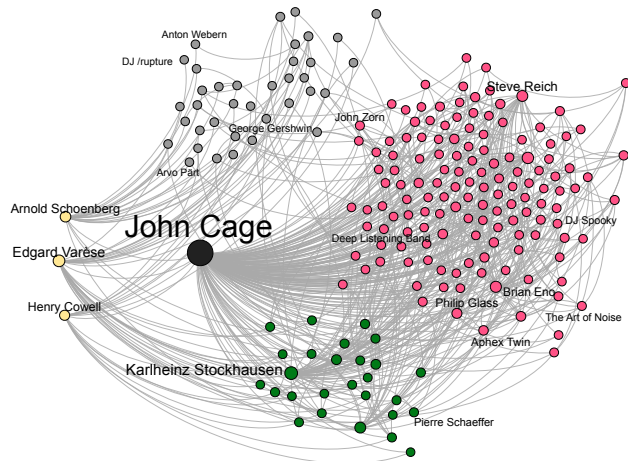 Anton Webern
DJ /rupture
Steve Reich
John Zorn
George Gershwin
Arvo Pärt
Arnold Schoenberg
John Cage
DJ Spooky
Deep Listening Band
Edgard Varèse
Brian Eno
Henry Cowell
Philip Glass
The Art of Noise
Aphex Twin
Karlheinz Stockhausen
Pierre Schaeffer